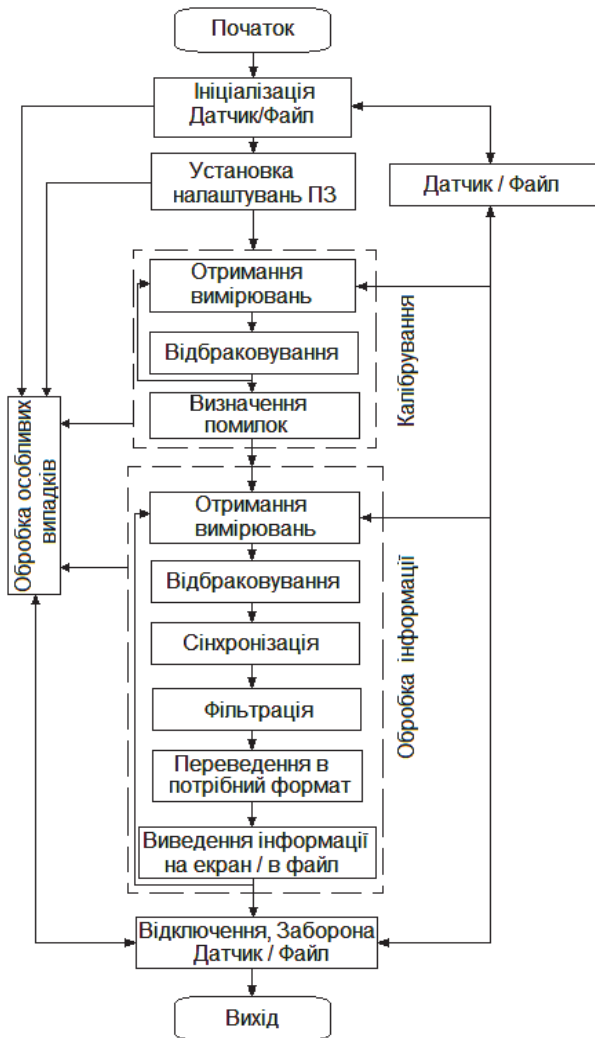 Початок
Ініціалізація
Датчик/Файл
Установка
налаштувань ПЗ
Датчик / Файл
Отримання
вимірювань
Відбраковування
Визначення
помилок
Калібрування
Обробка особливих
випадків
Отримання
вимірювань
Відбраковування
Сінхронізація
Фільтрація
Переведення в
потрібний формат
Виведення інформації
на екран / в файл
Обробка інформації
Відключення, Заборона
Датчик / Файл
Вихід